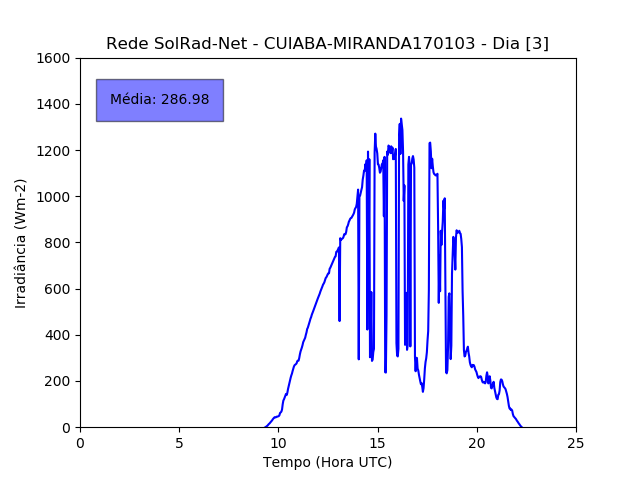 Rede SolRad-Net - CUIABA-MIRANDA170103 - Dia [3]
Média: 286.98
Irradiância (Wm-2)
1600
1400
1200
1000
800
600
400
200
0
0 5 10 15 20 25
Tempo (Hora UTC)